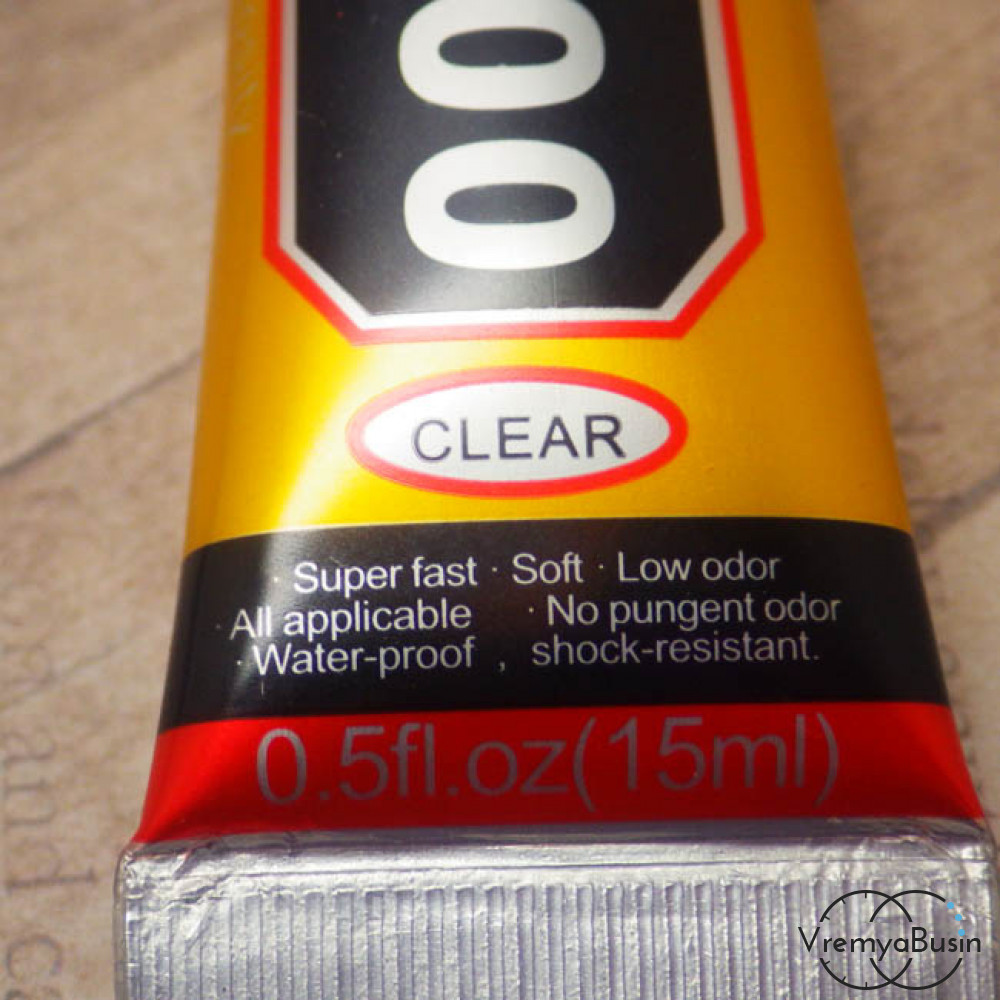 00
CLEAR
· Super fast · Soft · Low odor
· All applicable · No pungent odor
· Water-proof , shock-resistant.
0.5fl.oz(15ml)
VremyaBusin